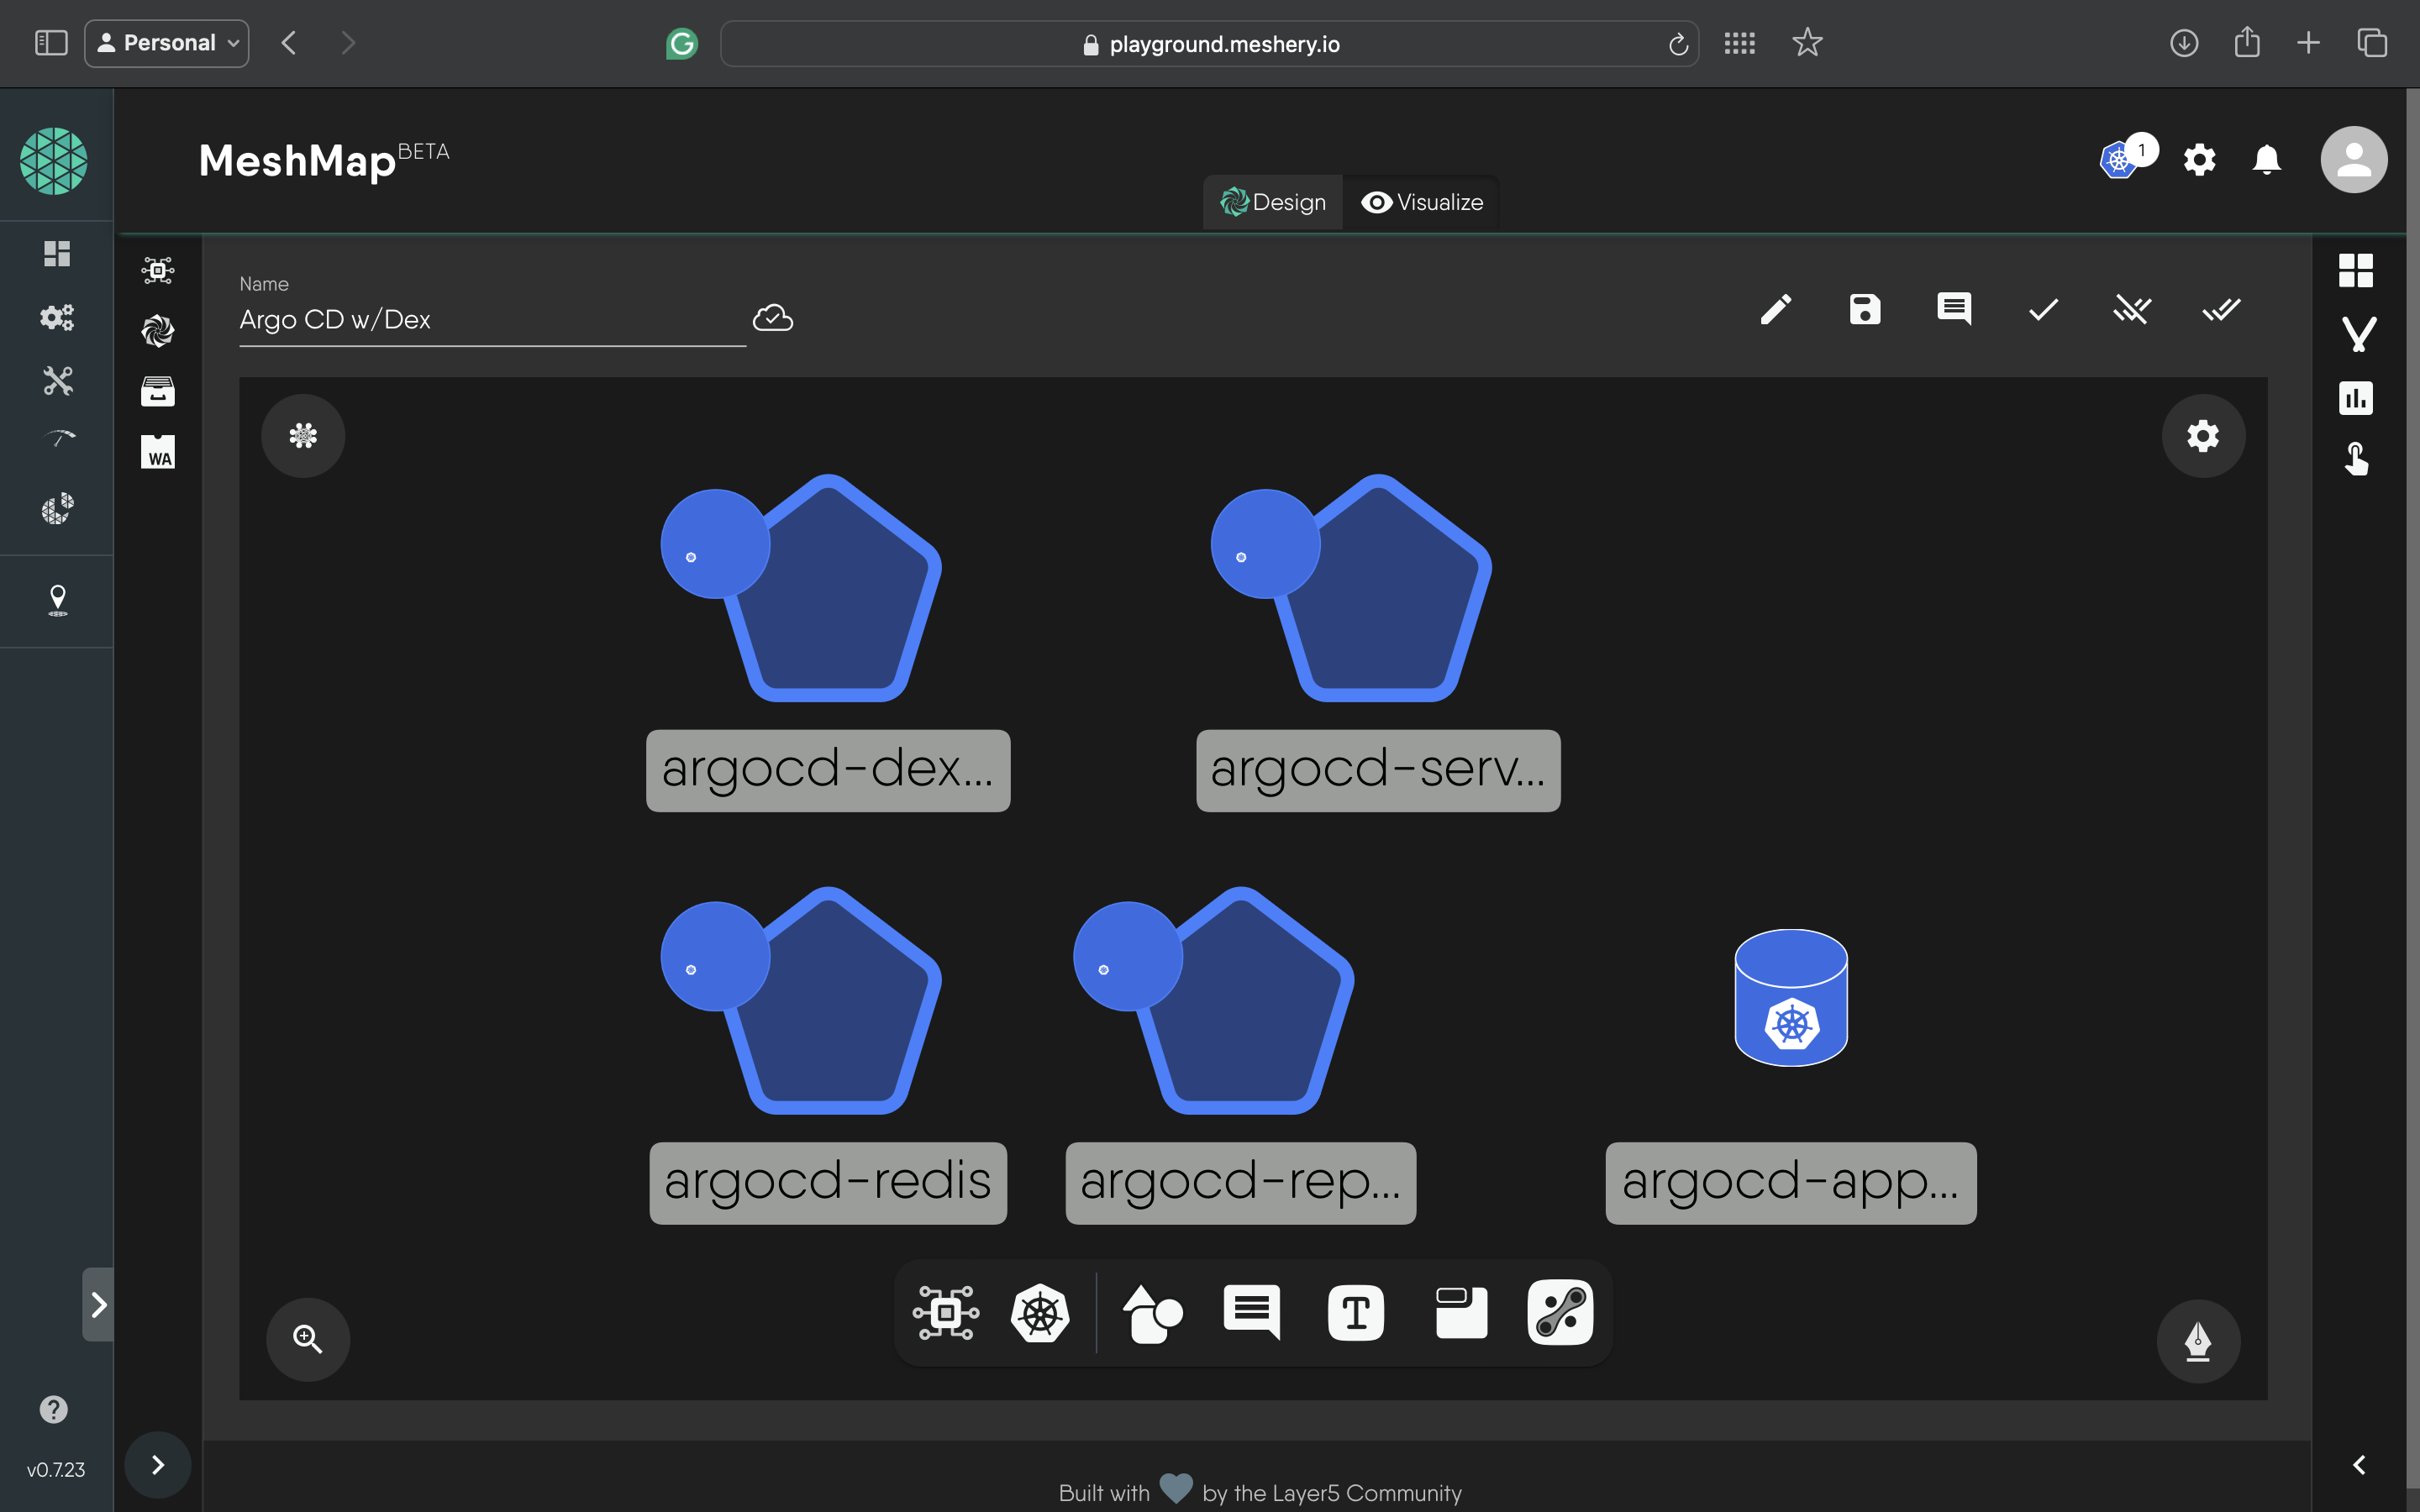 Personal
playground.meshery.io
MeshMap BETA
1
Design
Visualize
Name
Argo CD w/Dex
WA
argocd-dex...
argocd-serv...
argocd-redis
argocd-rep...
argocd-app...
T
v0.7.23
Built with by the Layer5 Community